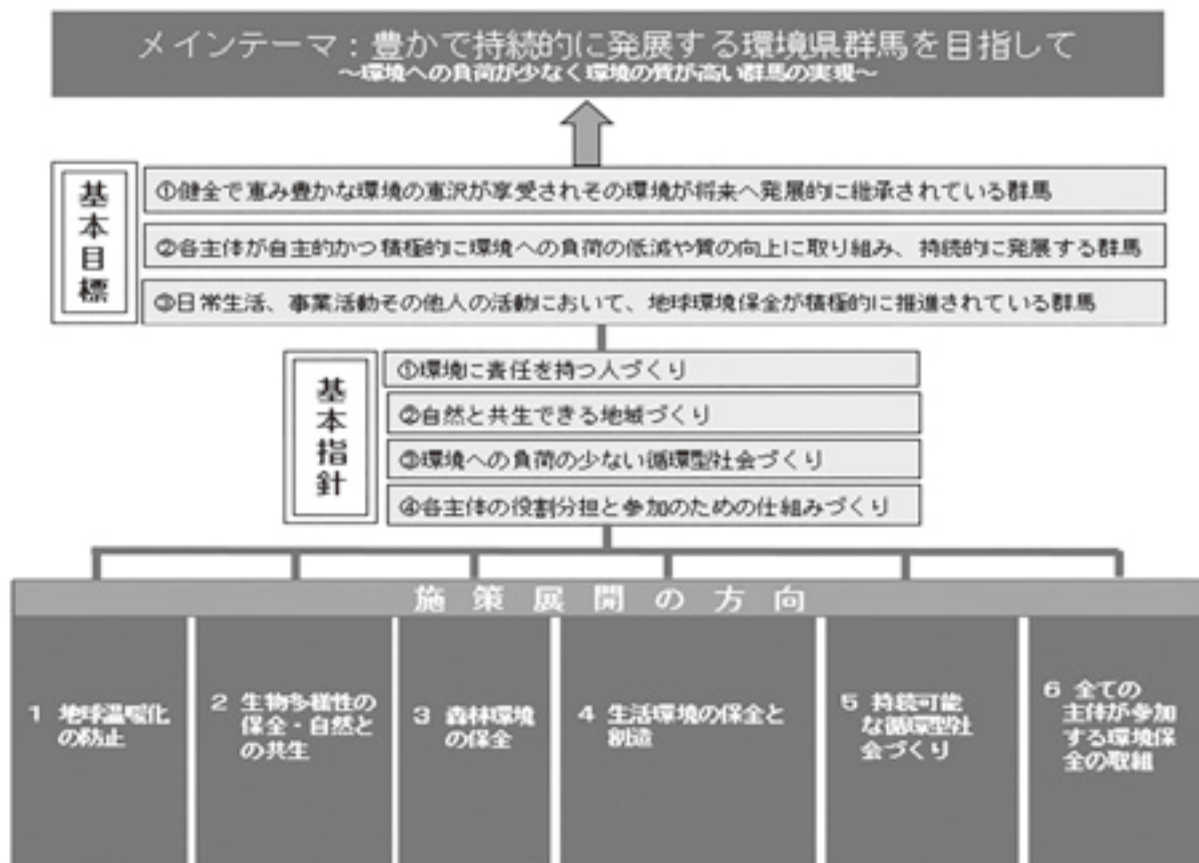 メインテーマ：豊かで持続的に発展する環境県群馬を目指して
～環境への負荷が少なく環境の質が高い群馬の実現～
基本目標
①健全で恵み豊かな環境の恵沢が享受されその環境が将来へ発展的に継承されている群馬
②各主体が自主的かつ積極的に環境への負荷の低減や質の向上に取り組み、持続的に発展する群馬
③日常生活、事業活動その他人の活動において、地球環境保全が積極的に推進されている群馬
基本指針
①環境に責任を持つ人づくり
②自然と共生できる地域づくり
③環境への負荷の少ない循環型社会づくり
④各主体の役割分担と参加のための仕組みづくり
施策展開の方向
1 地球温暖化
の防止
2 生物多様性の
保全・自然と
の共生
3 森林環境
の保全
4 生活環境の保全と
創造
5 持続可能
な循環型社
会づくり
6 全ての
主体が参加
する環境保
全の取組